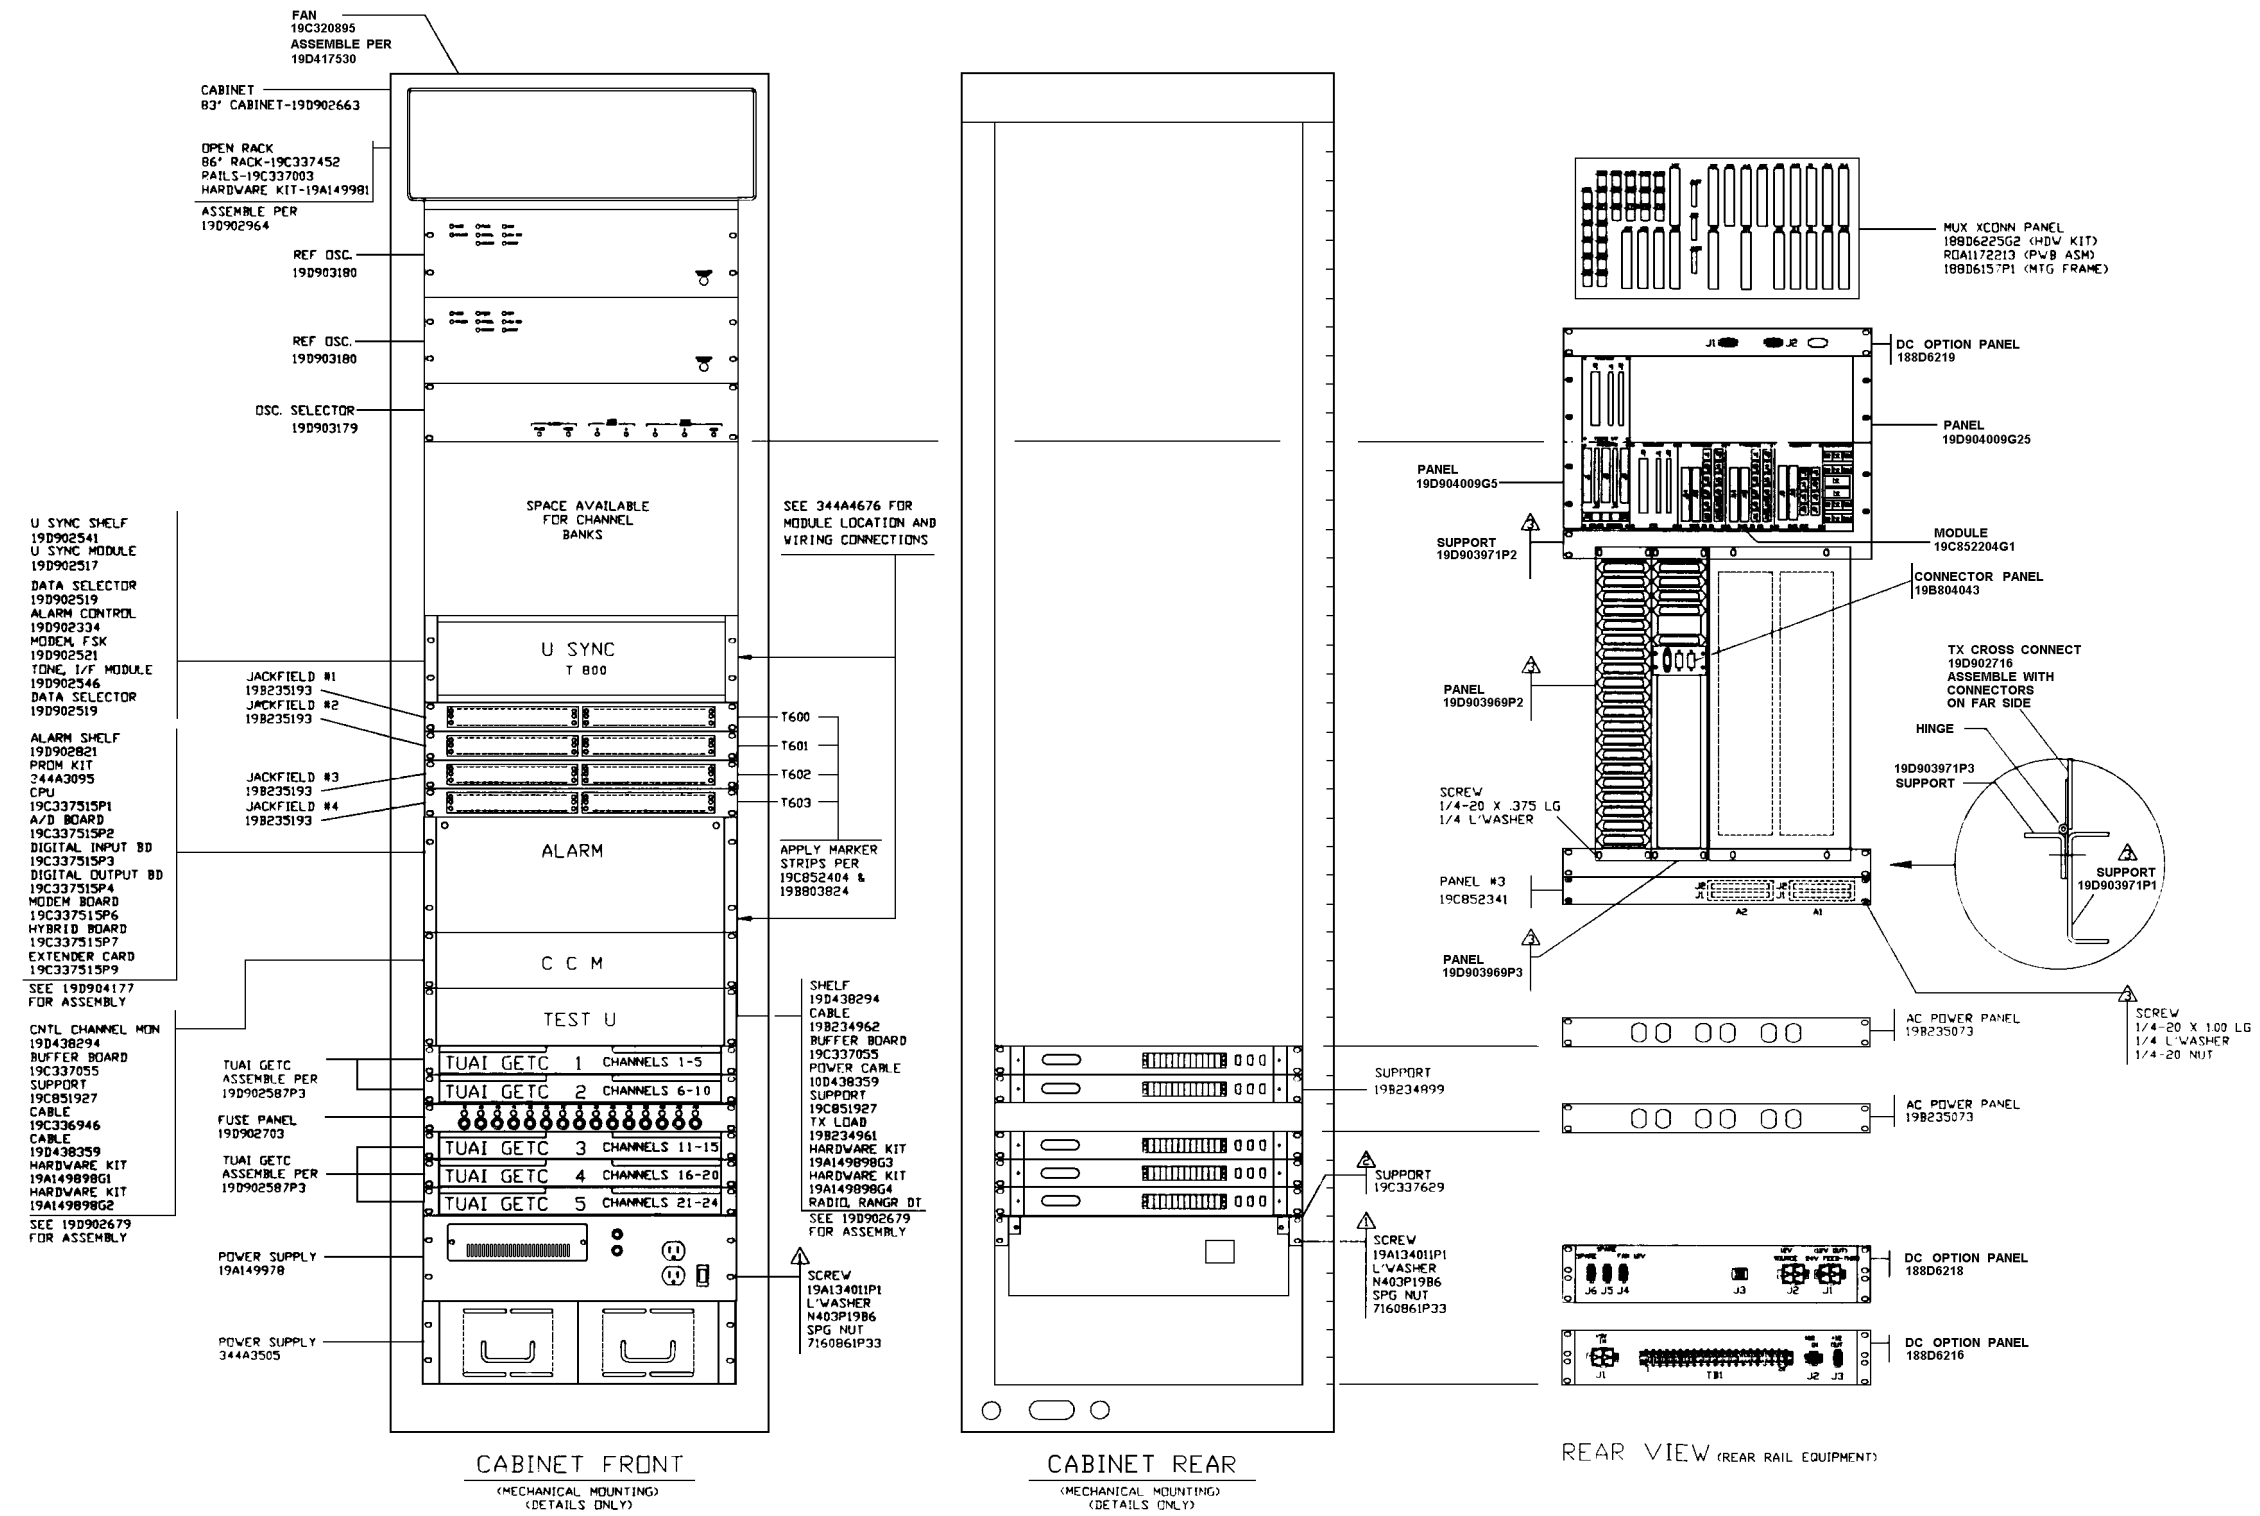 FAN
19C320895
ASSEMBLE PER
19D417530
CABINET
83" CABINET-19D902663
OPEN RACK
86" RACK-19C337452
RAILS-19C337003
HARDWARE KIT-19A149981
ASSEMBLE PER
19D902964
REF OSC.
19D903180
REF OSC.
19D903180
OSC. SELECTOR
19D903179
SPACE AVAILABLE
FOR CHANNEL
BANKS
SEE 344A4676 FOR
MODULE LOCATION AND
WIRING CONNECTIONS
U SYNC SHELF
19D902541
U SYNC MODULE
19D902517
DATA SELECTOR
19D902519
ALARM CONTROL
19D902334
MODEM, FSK
19D902521
TONE, I/F MODULE
19D902546
DATA SELECTOR
19D902519
U SYNC
T 800
JACKFIELD #1
19B235193
JACKFIELD #2
19B235193
JACKFIELD #3
19B235193
JACKFIELD #4
19B235193
T600
T601
T602
T603
APPLY MARKER
STRIPS PER
19C852404 &
19B803824
ALARM SHELF
19D902821
PROM KIT
344A3095
CPU
19C337515P1
A/D BOARD
19C337515P2
DIGITAL INPUT BD
19C337515P3
DIGITAL OUTPUT BD
19C337515P4
MODEM BOARD
19C337515P6
HYBRID BOARD
19C337515P7
EXTENDER CARD
19C337515P9
SEE 19D904177
FOR ASSEMBLY
ALARM
C C M
TEST U
CNTL CHANNEL MON
19D438294
BUFFER BOARD
19C337055
SUPPORT
19C851927
CABLE
19C336946
CABLE
19D438359
HARDWARE KIT
19A149898G1
HARDWARE KIT
19A149898G2
SEE 19D902679
FOR ASSEMBLY
TUAI GETC
ASSEMBLE PER
19D902587P3
FUSE PANEL
19D902703
TUAI GETC
ASSEMBLE PER
19D902587P3
POWER SUPPLY
19A149978
POWER SUPPLY
344A3505
TUAI GETC 1 CHANNELS 1-5
TUAI GETC 2 CHANNELS 6-10
TUAI GETC 3 CHANNELS 11-15
TUAI GETC 4 CHANNELS 16-20
TUAI GETC 5 CHANNELS 21-24
SHELF
19D438294
CABLE
19B234962
BUFFER BOARD
19C337055
POWER CABLE
10D438359
SUPPORT
19C851927
TX LOAD
19B234961
HARDWARE KIT
19A149898G3
HARDWARE KIT
19A149898G4
RADIO, RANGR DT
SEE 19D902679
FOR ASSEMBLY
1
SCREW
19A134011P1
L'WASHER
N403P19B6
SPG NUT
7160861P33
CABINET FRONT
(MECHANICAL MOUNTING)
(DETAILS ONLY)
SUPPORT
19B234899
2
SUPPORT
19C337629
1
SCREW
19A134011P1
L'WASHER
N403P19B6
SPG NUT
7160861P33
CABINET REAR
(MECHANICAL MOUNTING)
(DETAILS ONLY)
MUX XCONN PANEL
188D6225G2 (HDW KIT)
ROA1172213 (PWB ASM)
188D6157P1 (MTG FRAME)
J1 J2
DC OPTION PANEL
188D6219
PANEL
19D904009G25
PANEL
19D904009G5
3
SUPPORT
19D903971P2
MODULE
19C852204G1
CONNECTOR PANEL
19B804043
3
PANEL
19D903969P2
TX CROSS CONNECT
19D902716
ASSEMBLE WITH
CONNECTORS
ON FAR SIDE
HINGE
19D903971P3
SUPPORT
3
SUPPORT
19D903971P1
SCREW
1/4-20 X .375 LG
1/4 L'WASHER
PANEL #3
19C852341
J2 J2
J1 J1
A2 A1
3
PANEL
19D903969P3
3
SCREW
1/4-20 X 1.00 LG
1/4 L'WASHER
1/4-20 NUT
AC POWER PANEL
19B235073
AC POWER PANEL
19B235073
SPARE
SPARE FAN 12V
J6 J5 J4 J3 J2 J1
DC OPTION PANEL
188D6218
J1 TB1 J2 J3
DC OPTION PANEL
188D6216
REAR VIEW (REAR RAIL EQUIPMENT)